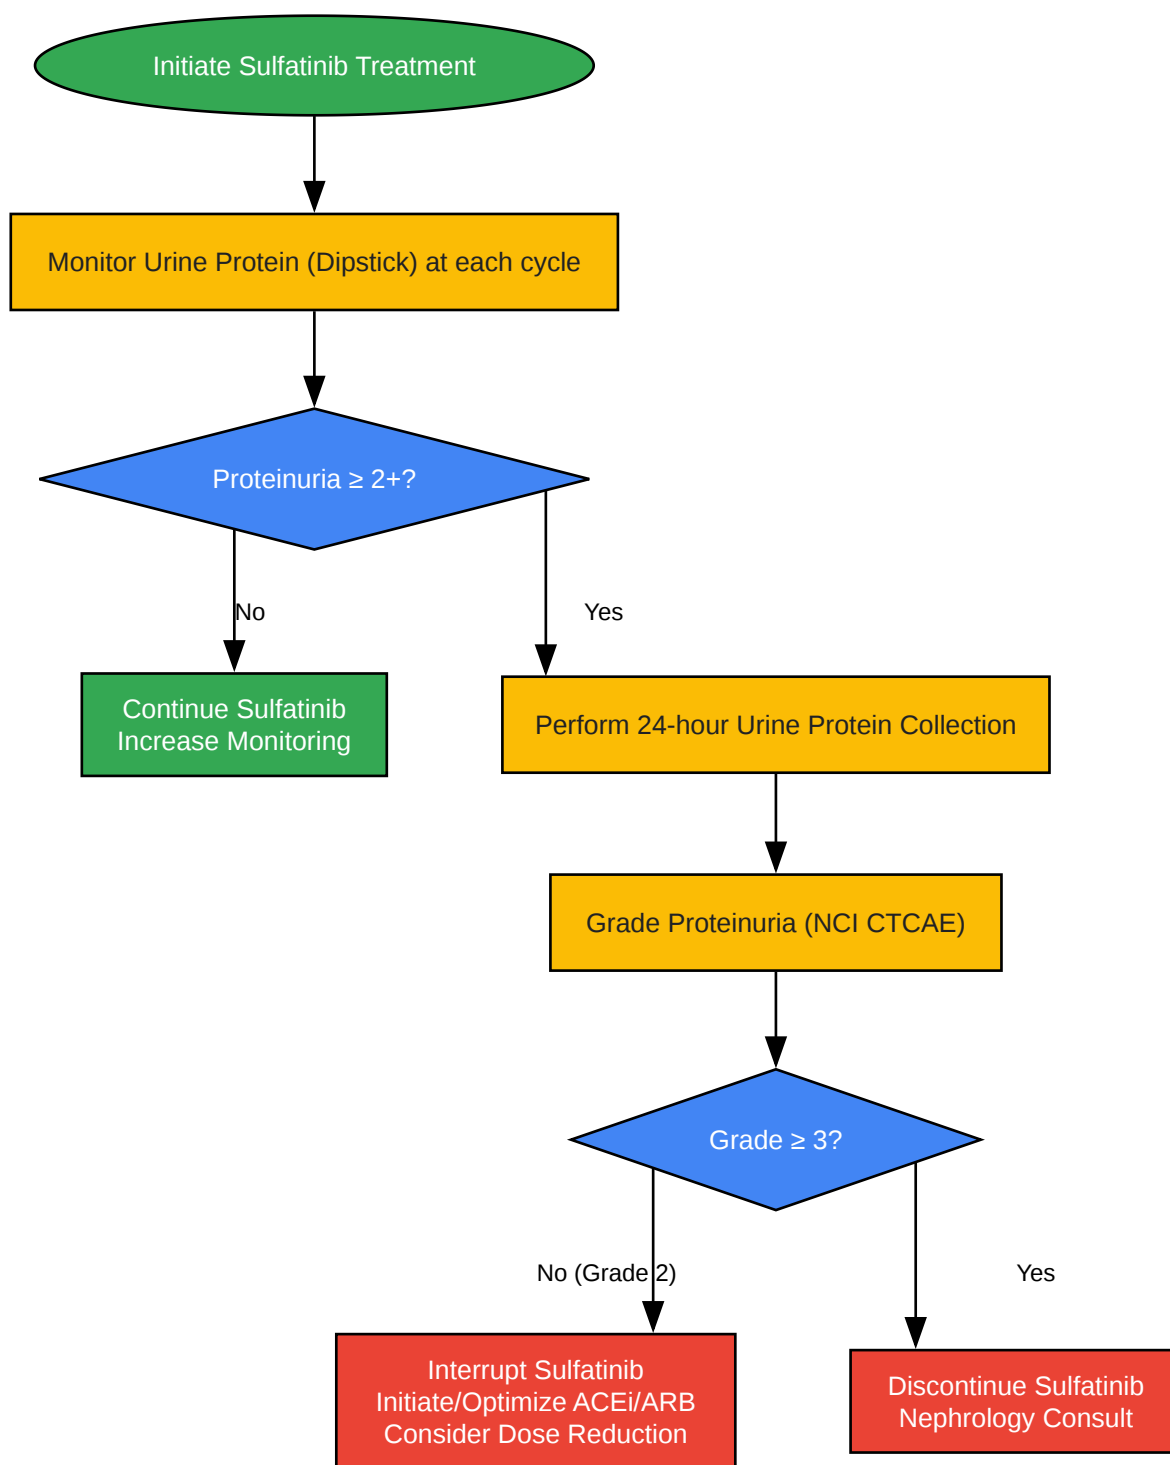 Initiate Sulfatinib Treatment
Monitor Urine Protein (Dipstick) at each cycle
Proteinuria ≥ 2+?
No
Yes
Continue Sulfatinib
Increase Monitoring
Perform 24-hour Urine Protein Collection
Grade Proteinuria (NCI CTCAE)
Grade ≥ 3?
No (Grade 2)
Yes
Interrupt Sulfatinib
Initiate/Optimize ACEi/ARB
Consider Dose Reduction
Discontinue Sulfatinib
Nephrology Consult